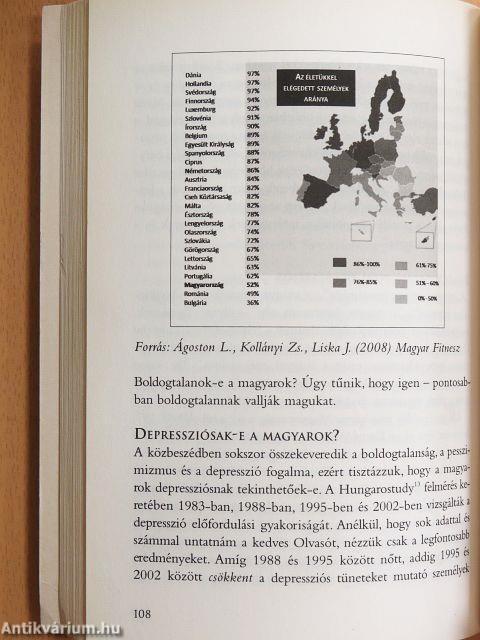 AZ ÉLETÜKKEL
ELÉGEDETT SZEMÉLYEK
ARÁNYA
Dánia 97%
Hollandia 97%
Svédország 97%
Finnország 94%
Luxemburg 92%
Szlovénia 91%
Írország 90%
Belgium 89%
Egyesült Királyság 89%
Spanyolország 88%
Ciprus 87%
Németország 86%
Ausztria 84%
Franciaország 82%
Cseh Köztársaság 82%
Málta 82%
Észtország 78%
Lengyelország 77%
Olaszország 74%
Szlovákia 72%
Görögország 67%
Lettország 65%
Litvánia 63%
Portugália 62%
Magyarország 52%
Románia 49%
Bulgária 36%
86%-100%
61%-75%
76%-85%
51%-60%
0%-50%
Forrás: Ágoston L., Kollányi Zs., Liska J. (2008) Magyar Fitnesz
Boldogtalanok-e a magyarok? Úgy tűnik, hogy igen – pontosab-
ban boldogtalannak vallják magukat.
DEPRESSZIÓSAK-E A MAGYAROK?
A közbeszédben sokszor összekeveredik a boldogtalanság, a peszi-
mizmus és a depresszió fogalma, ezért tisztázzuk, hogy a magya-
rok depressziósnak tekinthetőek-e. A Hungarostudy13 felmérés ke-
retében 1983-ban, 1988-ban, 1995-ben és 2002-ben vizsgálták a
depresszió előfordulási gyakoriságát. Anélkül, hogy sok adattal és
számmal untatnám a kedves Olvasót, nézzük csak a legfontosabb
eredményeket. Amíg 1988 és 1995 között nőtt, addig 1995 és
2002 között csökkent a depressziós tüneteket mutató személyek
108
Antikvárium.hu